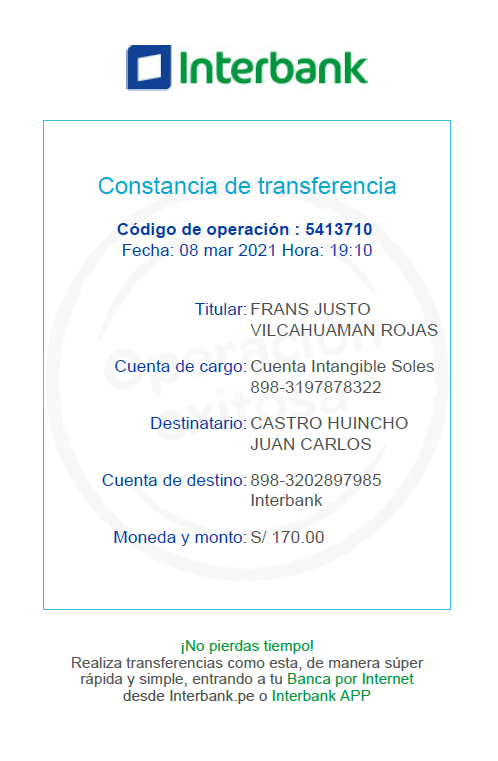 Interbank
Constancia de transferencia
Código de operación : 5413710
Fecha: 08 mar 2021 Hora: 19:10
Titular: FRANS JUSTO
VILCAHUAMAN ROJAS
Operación
Cuenta de cargo: Cuenta Intangible Soles
898-3197878322
exitosa
Destinatario: CASTRO HUINCHO
JUAN CARLOS
Cuenta de destino: 898-3202897985
Interbank
Moneda y monto: S/ 170.00
¡No pierdas tiempo!
Realiza transferencias como esta, de manera súper
rápida y simple, entrando a tu Banca por Internet
desde Interbank.pe o Interbank APP